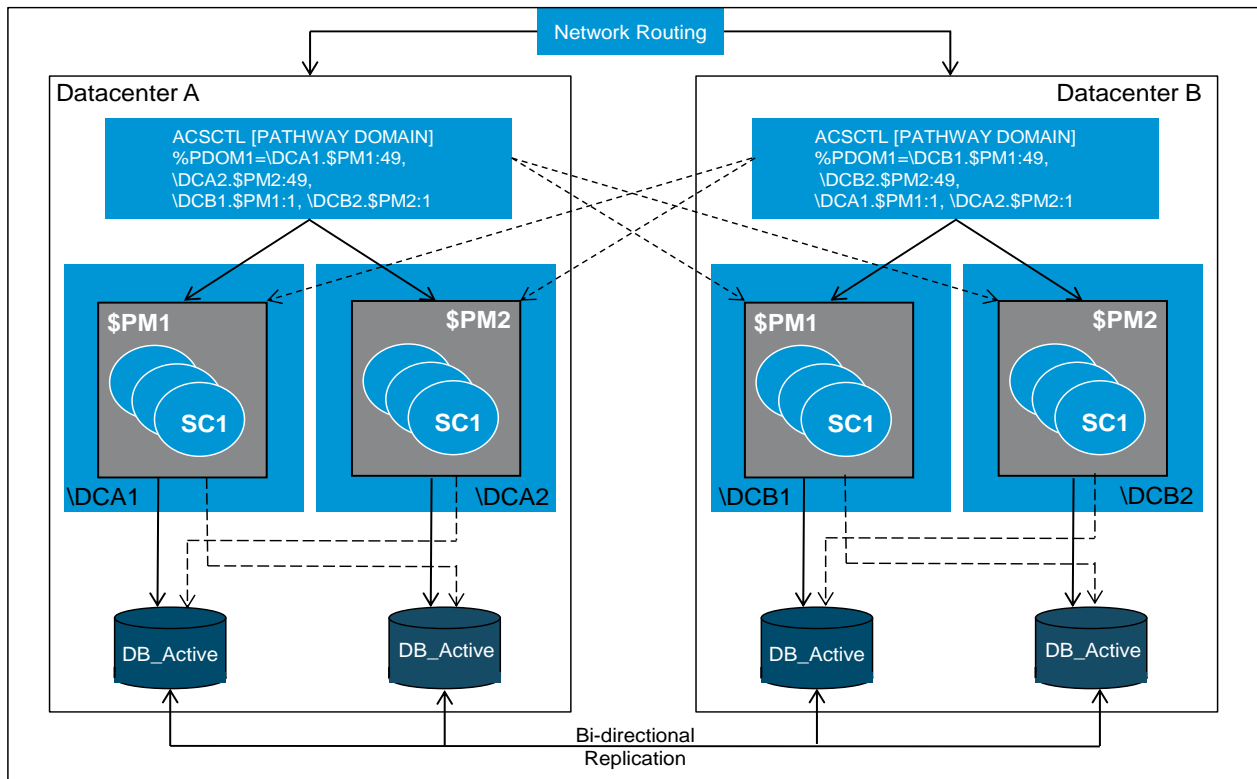 Network Routing
Datacenter A
ACSCTL [PATHWAY DOMAIN]
%PDOM1=\DCA1.$PM1:49,
\DCA2.$PM2:49,
\DCB1.$PM1:1, \DCB2.$PM2:1
$PM1
SC1
\DCA1
$PM2
SC1
\DCA2
DB_Active
DB_Active
Datacenter B
ACSCTL [PATHWAY DOMAIN]
%PDOM1=\DCB1.$PM1:49,
\DCB2.$PM2:49,
\DCA1.$PM1:1, \DCA2.$PM2:1
$PM1
SC1
\DCB1
$PM2
SC1
\DCB2
DB_Active
DB_Active
Bi-directional
Replication